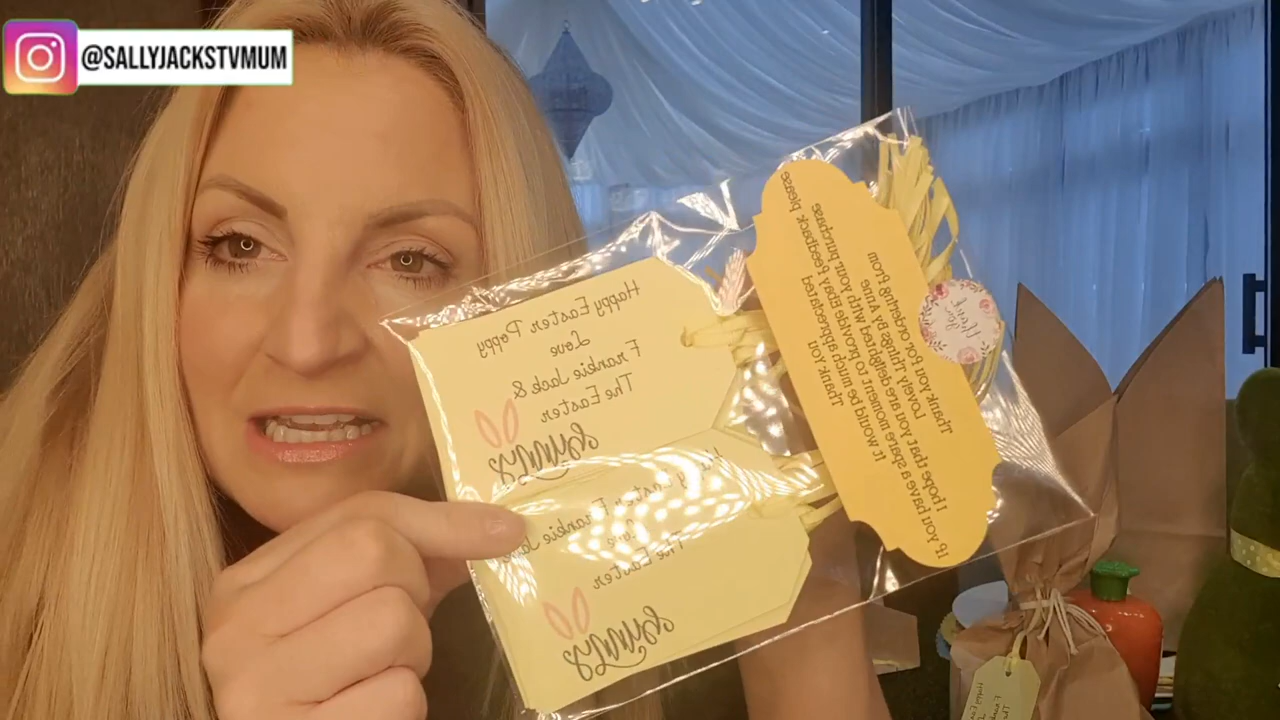 @SALLYJACKSTVMUM
Happy Easter Poppy
Love
Frankie Jack &
The Easter
Bunny
Easter Frankie
Love
The Easter
Bunny
Thank you for ordering from
Lovely Things By Anne
I hope that you are delighted with your purchase
If you have a spare moment to provide Ebay feedback please
It would be much appreciated
Thank you
Thank
You
Happy